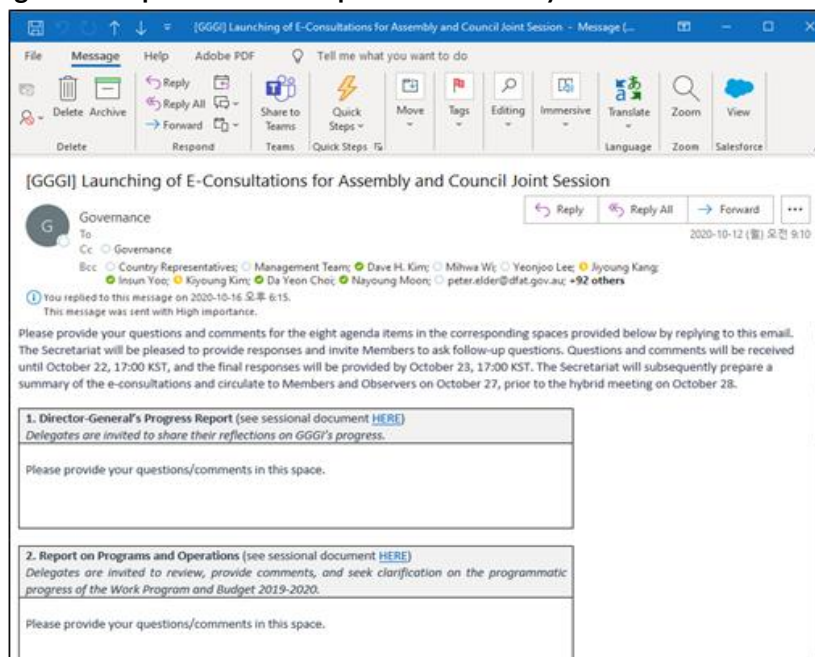 [GGGI] Launching of E-Consultations for Assembly and Council Joint Session - Message (...
File Message Help Adobe PDF Tell me what you want to do
Delete Archive
Reply
Reply All
Forward
Share to Teams
Quick Steps
Move
Tags
Editing
Immersive
Translate
Zoom
View
Delete Respond Teams Quick Steps Language Zoom Salesforce
[GGGI] Launching of E-Consultations for Assembly and Council Joint Session
G
Governance
Reply Reply All Forward ...
To
2020-10-12 (월) 오전 9:10
Cc Governance
Bcc Country Representatives; Management Team; Dave H. Kim; Mihwa Wi; Yeonjoo Lee; Jiyoung Kang;
Insun Yoo; Kiyoung Kim; Da Yeon Choi; Nayoung Moon; peter.elder@dfat.gov.au; +92 others
You replied to this message on 2020-10-16 오후 6:15.
This message was sent with High importance.
Please provide your questions and comments for the eight agenda items in the corresponding spaces provided below by replying to this email.
The Secretariat will be pleased to provide responses and invite Members to ask follow-up questions. Questions and comments will be received
until October 22, 17:00 KST, and the final responses will be provided by October 23, 17:00 KST. The Secretariat will subsequently prepare a
summary of the e-consultations and circulate to Members and Observers on October 27, prior to the hybrid meeting on October 28.
1. Director-General's Progress Report (see sessional document HERE)
Delegates are invited to share their reflections on GGGI's progress.
Please provide your questions/comments in this space.
2. Report on Programs and Operations (see sessional document HERE)
Delegates are invited to review, provide comments, and seek clarification on the programmatic
progress of the Work Program and Budget 2019-2020.
Please provide your questions/comments in this space.